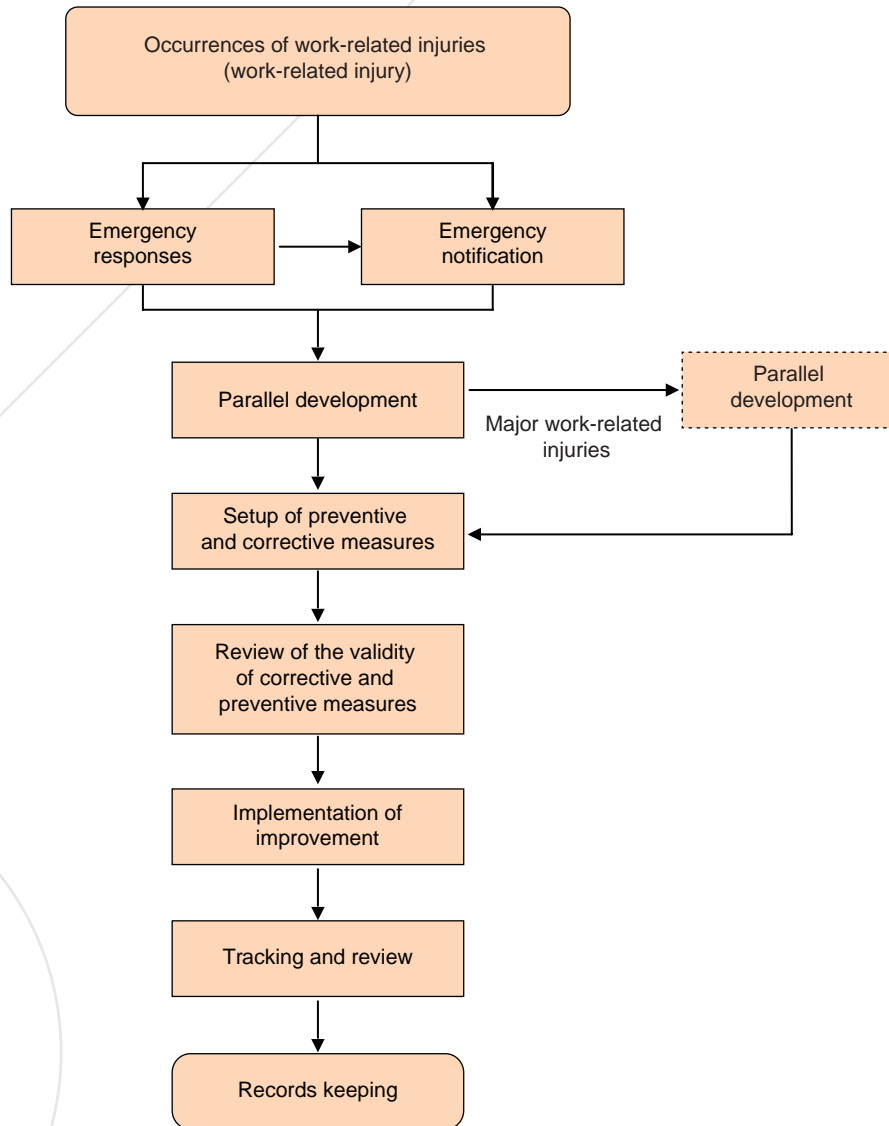 Occurrences of work-related injuries
(work-related injury)
Emergency
responses
Emergency
notification
Parallel development
Major work-related
injuries
Parallel
development
Setup of preventive
and corrective measures
Review of the validity
of corrective and
preventive measures
Implementation of
improvement
Tracking and review
Records keeping